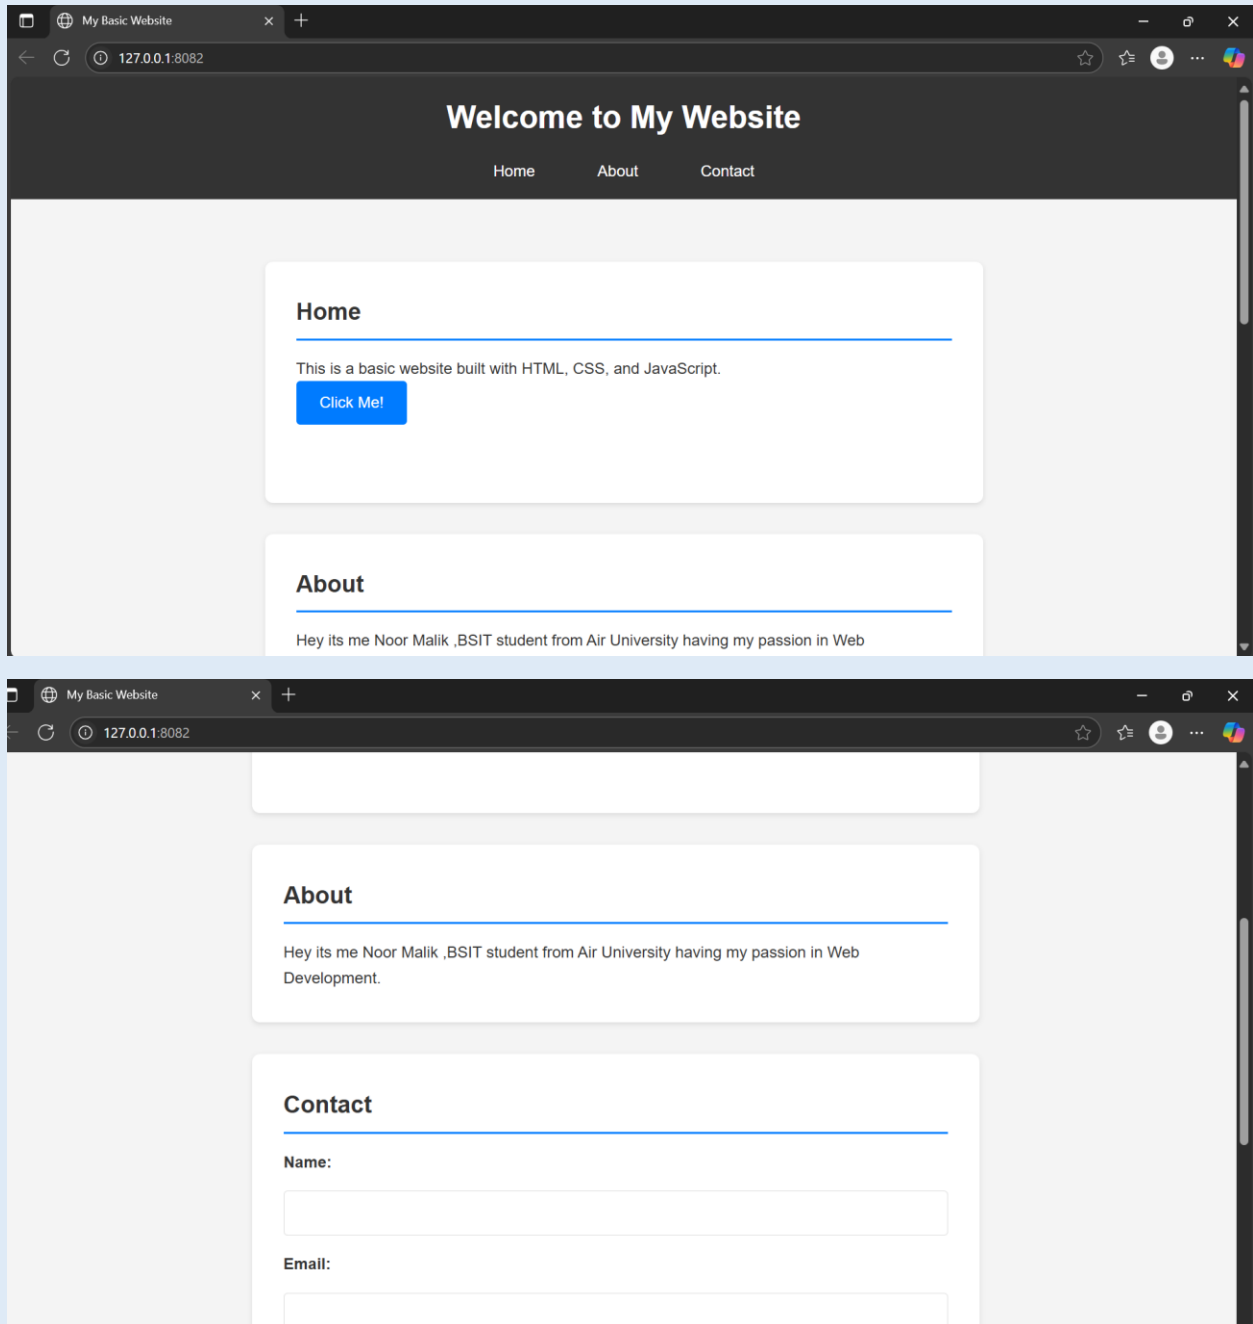 My Basic Website
127.0.0.1:8082
Welcome to My Website
Home About Contact
Home
This is a basic website built with HTML, CSS, and JavaScript.
Click Me!
About
Hey its me Noor Malik ,BSIT student from Air University having my passion in Web
My Basic Website
127.0.0.1:8082
About
Hey its me Noor Malik ,BSIT student from Air University having my passion in Web
Development.
Contact
Name:
Email: